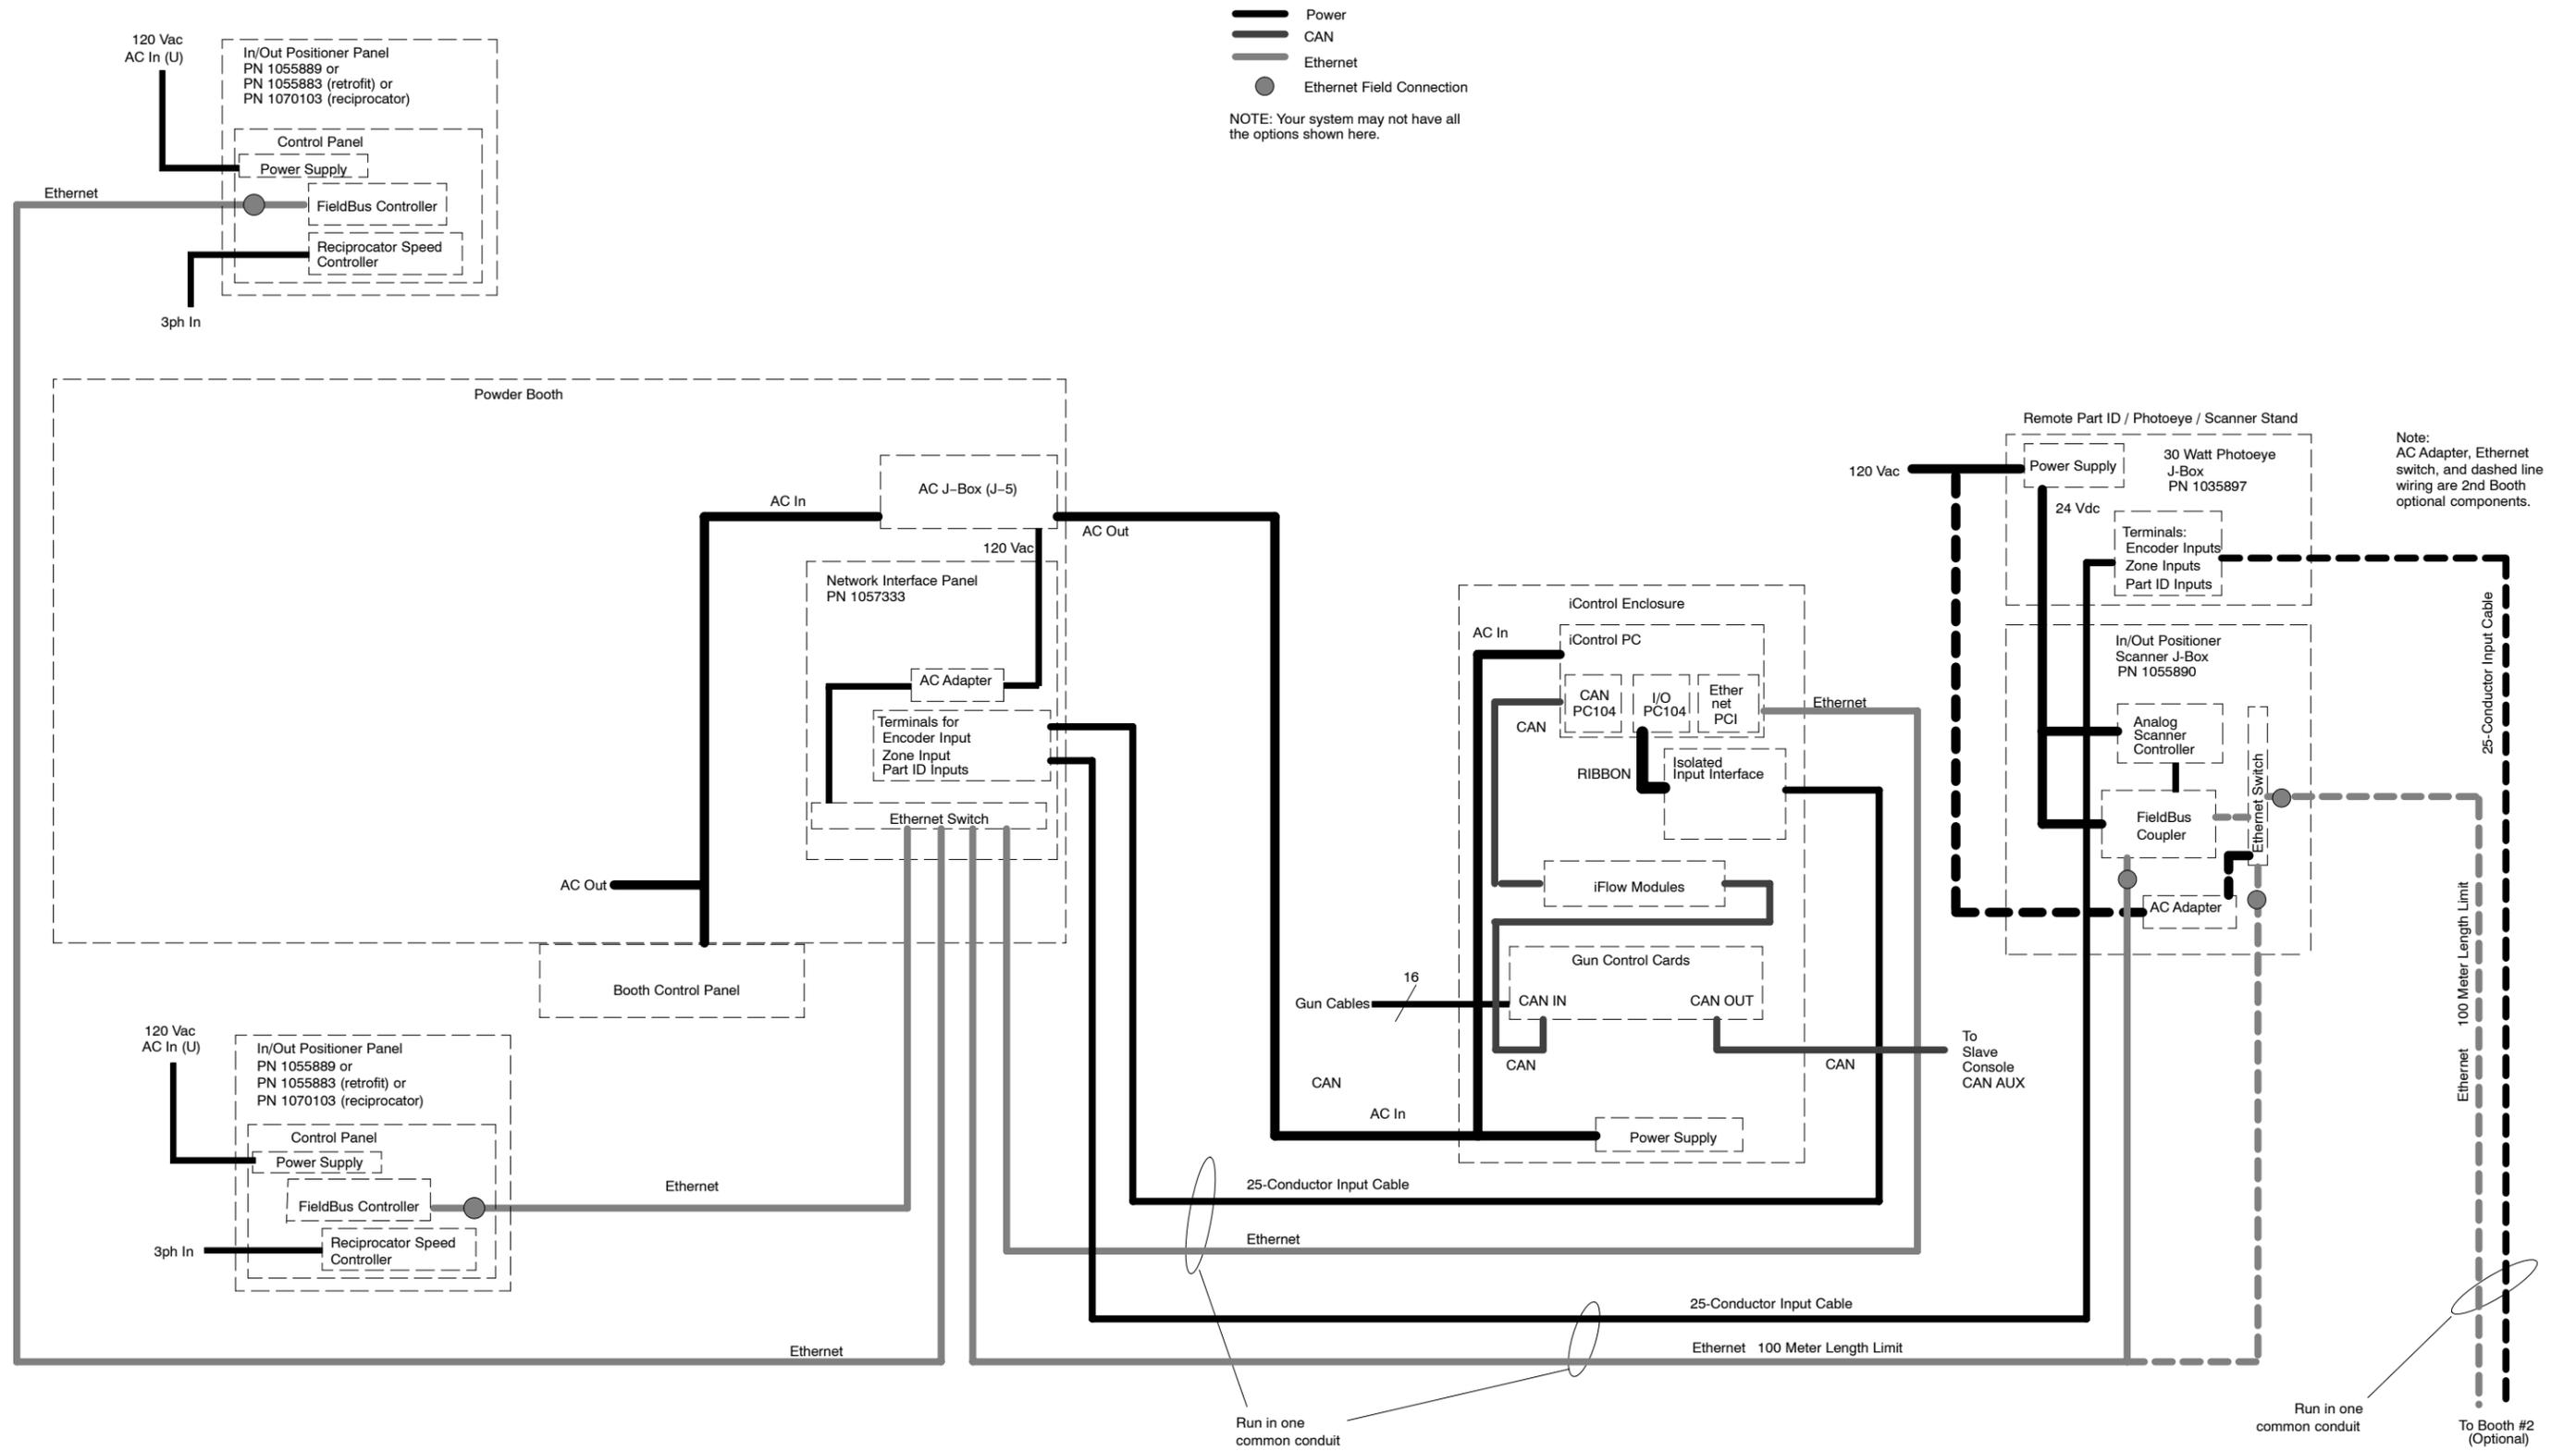 Power
CAN
Ethernet
Ethernet Field Connection
NOTE: Your system may not have all
the options shown here.
120 Vac
AC In (U)
In/Out Positioner Panel
PN 1055889 or
PN 1055883 (retrofit) or
PN 1070103 (reciprocator)
Control Panel
Power Supply
Ethernet
FieldBus Controller
Reciprocator Speed
Controller
3ph In
Powder Booth
AC J–Box (J–5)
AC In
AC Out
120 Vac
Network Interface Panel
PN 1057333
AC Adapter
Terminals for
Encoder Input
Zone Input
Part ID Inputs
Ethernet Switch
AC Out
Booth Control Panel
120 Vac
AC In (U)
In/Out Positioner Panel
PN 1055889 or
PN 1055883 (retrofit) or
PN 1070103 (reciprocator)
Control Panel
Power Supply
FieldBus Controller
Ethernet
Reciprocator Speed
Controller
3ph In
Ethernet
iControl Enclosure
AC In
iControl PC
CAN
PC104
I/O
PC104
Ether
net
PCI
Ethernet
CAN
RIBBON
Isolated
Input Interface
iFlow Modules
Gun Control Cards
16
Gun Cables
CAN IN
CAN OUT
CAN
CAN
To
Slave
Console
CAN AUX
CAN
AC In
Power Supply
25-Conductor Input Cable
Ethernet
25-Conductor Input Cable
Ethernet 100 Meter Length Limit
Run in one
common conduit
Remote Part ID / Photoeye / Scanner Stand
120 Vac
Power Supply
30 Watt Photoeye
J-Box
PN 1035897
24 Vdc
Terminals:
Encoder Inputs
Zone Inputs
Part ID Inputs
Note:
AC Adapter, Ethernet
switch, and dashed line
wiring are 2nd Booth
optional components.
In/Out Positioner
Scanner J-Box
PN 1055890
Analog
Scanner
Controller
FieldBus
Coupler
Ethernet Switch
AC Adapter
25-Conductor Input Cable
Ethernet 100 Meter Length Limit
Run in one
common conduit
To Booth #2
(Optional)